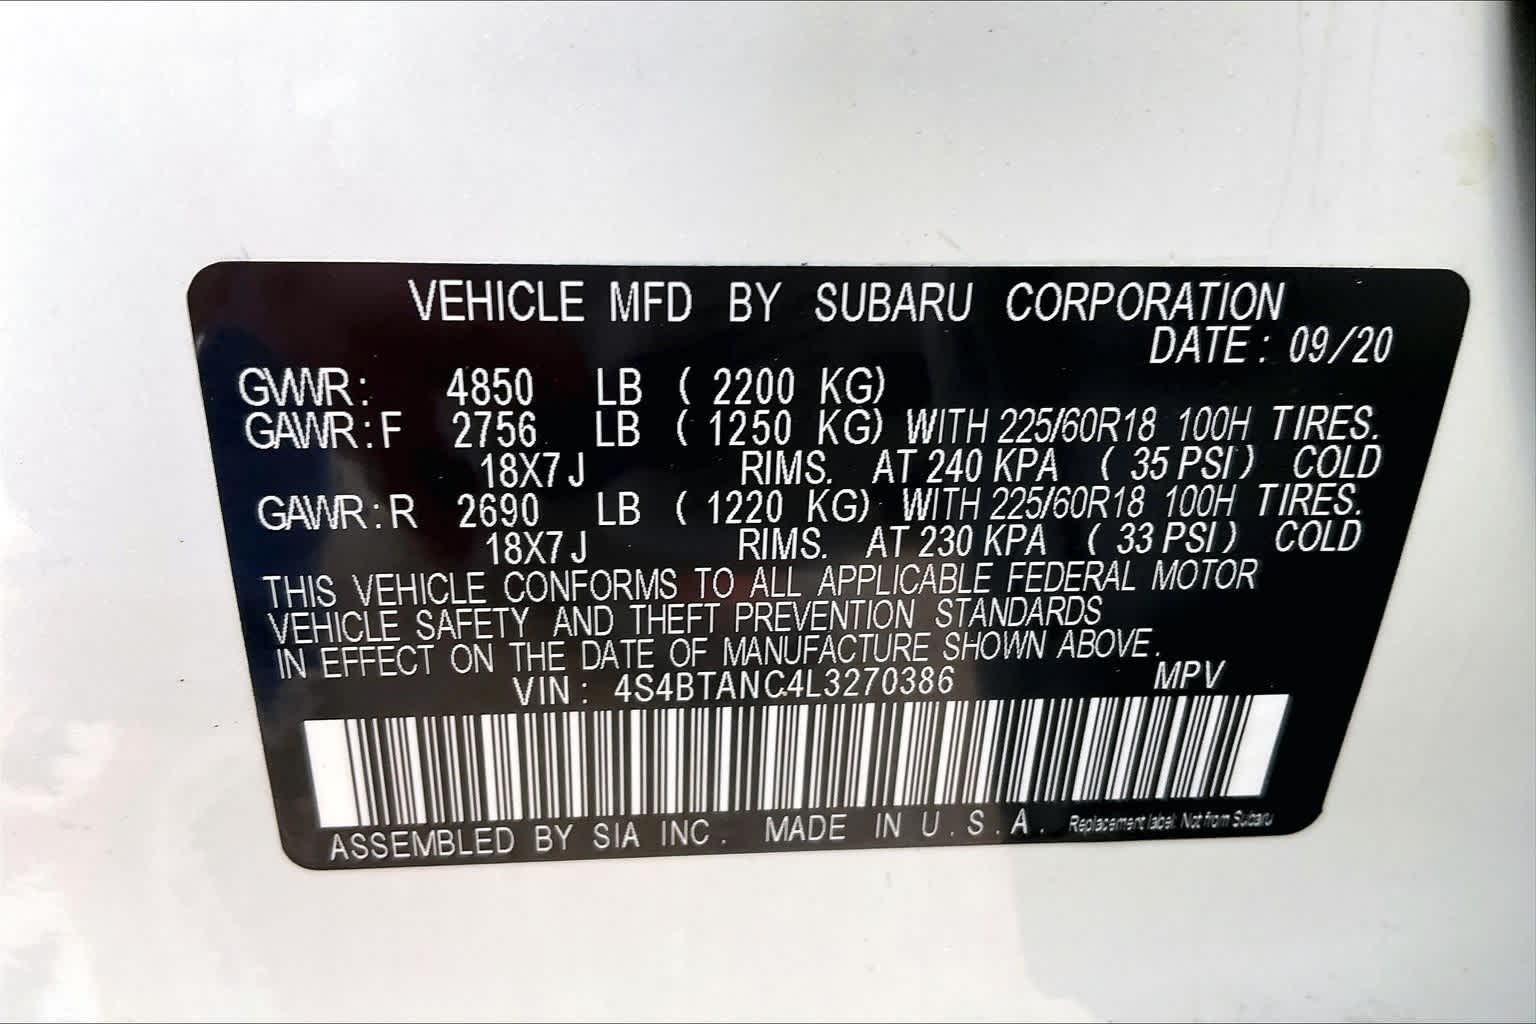 VEHICLE MFD BY SUBARU CORPORATION
DATE: 09/20
GVWR: 4850 LB (2200 KG)
GAWR:F 2756 LB (1250 KG) WITH 225/60R18 100H TIRES.
18X7J RIMS. AT 240 KPA (35 PSI) COLD
GAWR:R 2690 LB (1220 KG) WITH 225/60R18 100H TIRES.
18X7J RIMS. AT 230 KPA (33 PSI) COLD
THIS VEHICLE CONFORMS TO ALL APPLICABLE FEDERAL MOTOR
VEHICLE SAFETY AND THEFT PREVENTION STANDARDS
IN EFFECT ON THE DATE OF MANUFACTURE SHOWN ABOVE.
VIN: 4S4BTANC4L3270386 MPV
ASSEMBLED BY SIA INC. MADE IN U.S.A. Replacement label: Not from Subaru